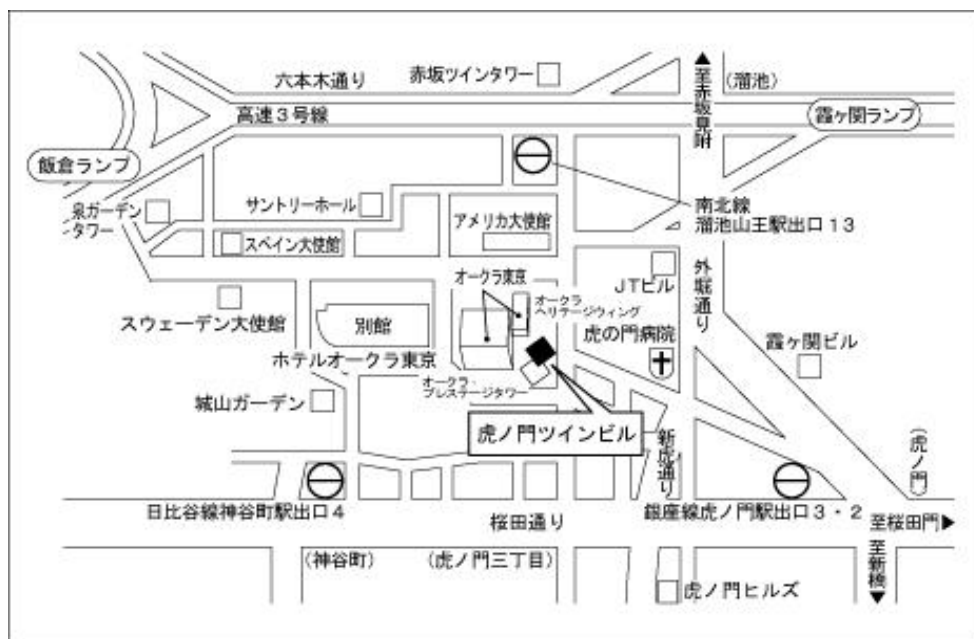 六本木通り
赤坂ツインタワー
▲至赤坂見附
(溜池)
高速3号線
霞ヶ関ランプ
飯倉ランプ
泉ガーデン
タワー
サントリーホール
アメリカ大使館
南北線
溜池山王駅出口13
スペイン大使館
オークラ東京
JTビル
外堀通り
スウェーデン大使館
別館
オークラ
ヘリテージウィング
虎の門病院
霞ヶ関ビル
ホテルオークラ東京
オークラ
プレステージタワー
城山ガーデン
虎ノ門ツインビル
新虎通り
(虎ノ門)
日比谷線神谷町駅出口4
桜田通り
銀座線虎ノ門駅出口3・2
至桜田門▶
(神谷町)
(虎ノ門三丁目)
至新橋▼
虎ノ門ヒルズ